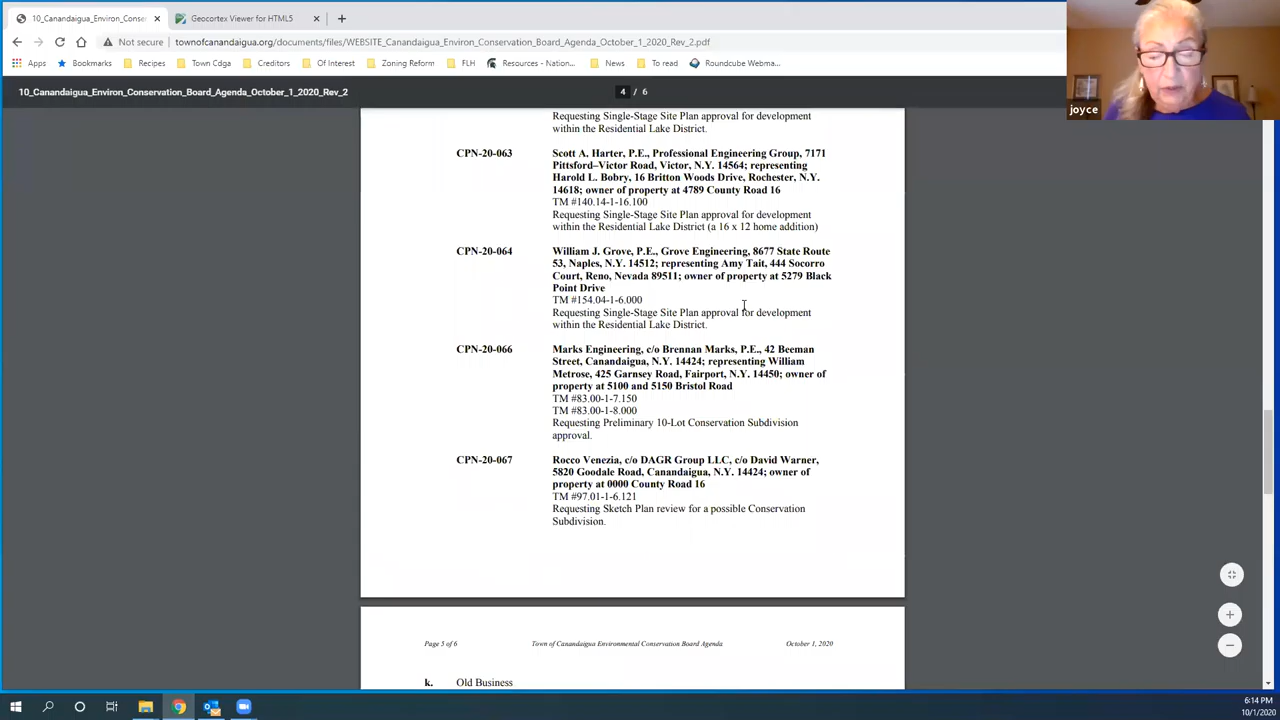 10_Canandaigua_Environ_Conse
Geocortex Viewer for HTML5
Not secure
townofcanandaigua.org/documents/files/WEBSITE_Canandaigua_Environ_Conservation_Board_Agenda_October_1_2020_Rev_2.pdf
Apps
Bookmarks
Recipes
Town Cdga
Creditors
Of Interest
Zoning Reform
FLH
Resources - Nation...
News
To read
Roundcube Webma...
10_Canandaigua_Environ_Conservation_Board_Agenda_October_1_2020_Rev_2
4 / 6
joyce
Requesting Single-Stage Site Plan approval for development
within the Residential Lake District.
CPN-20-063
Scott A. Harter, P.E., Professional Engineering Group, 7171
Pittsford–Victor Road, Victor, N.Y. 14564; representing
Harold L. Bobry, 16 Britton Woods Drive, Rochester, N.Y.
14618; owner of property at 4789 County Road 16
TM #140.14-1-16.100
Requesting Single-Stage Site Plan approval for development
within the Residential Lake District (a 16 x 12 home addition)
CPN-20-064
William J. Grove, P.E., Grove Engineering, 8677 State Route
53, Naples, N.Y. 14512; representing Amy Tait, 444 Socorro
Court, Reno, Nevada 89511; owner of property at 5279 Black
Point Drive
TM #154.04-1-6.000
Requesting Single-Stage Site Plan approval for development
within the Residential Lake District.
CPN-20-066
Marks Engineering, c/o Brennan Marks, P.E., 42 Beeman
Street, Canandaigua, N.Y. 14424; representing William
Metrose, 425 Garnsey Road, Fairport, N.Y. 14450; owner of
property at 5100 and 5150 Bristol Road
TM #83.00-1-7.150
TM #83.00-1-8.000
Requesting Preliminary 10-Lot Conservation Subdivision
approval.
CPN-20-067
Rocco Venezia, c/o DAGR Group LLC, c/o David Warner,
5820 Goodale Road, Canandaigua, N.Y. 14424; owner of
property at 0000 County Road 16
TM #97.01-1-6.121
Requesting Sketch Plan review for a possible Conservation
Subdivision.
Page 5 of 6
Town of Canandaigua Environmental Conservation Board Agenda
October 1, 2020
k.
Old Business
6:14 PM
10/1/2020